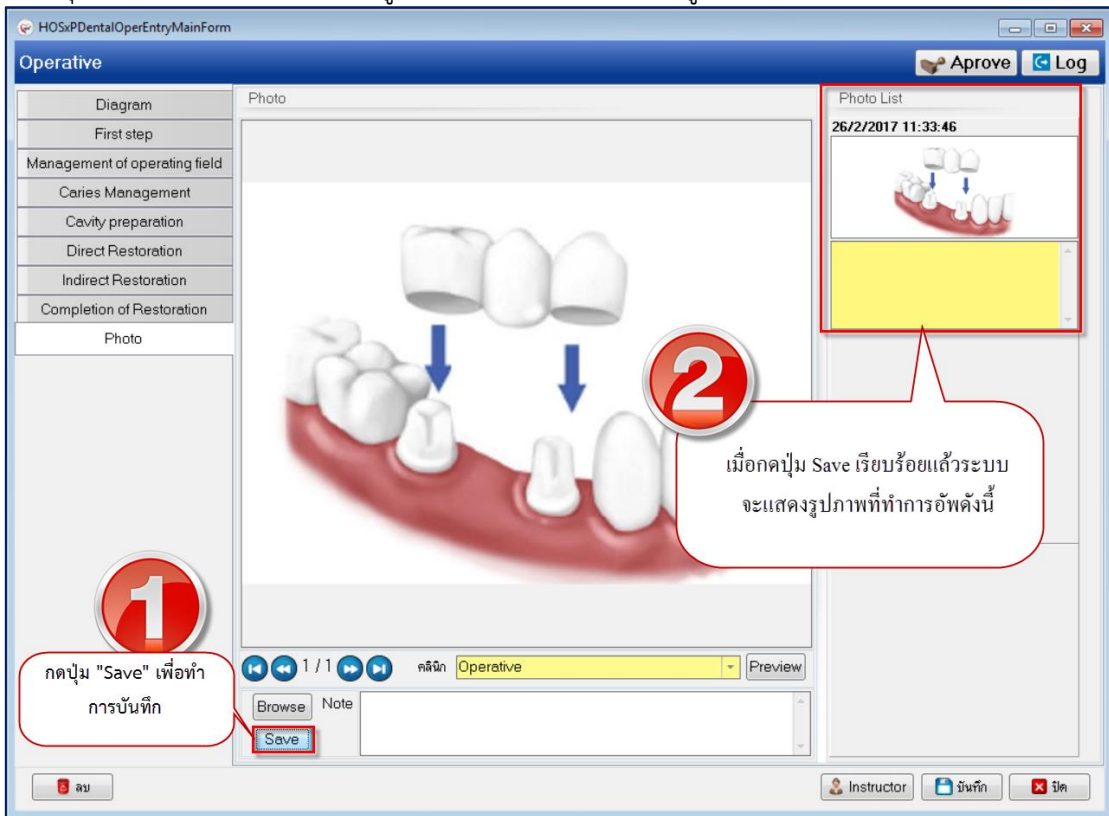 HOSxPDentalOperEntryMainForm
Operative
Aprove
Log
Diagram
First step
Management of operating field
Caries Management
Cavity preparation
Direct Restoration
Indirect Restoration
Completion of Restoration
Photo
Photo
Photo List
26/2/2017 11:33:46
2
เมื่อกดปุ่ม Save เรียบร้อยแล้วระบบ
จะแสดงรูปภาพที่ทำการอัพดังนี้
1
กดปุ่ม "Save" เพื่อทำ
การบันทึก
1 / 1
คลินิก
Operative
Preview
Browse
Note
Save
ลบ
Instructor
บันทึก
ปิด